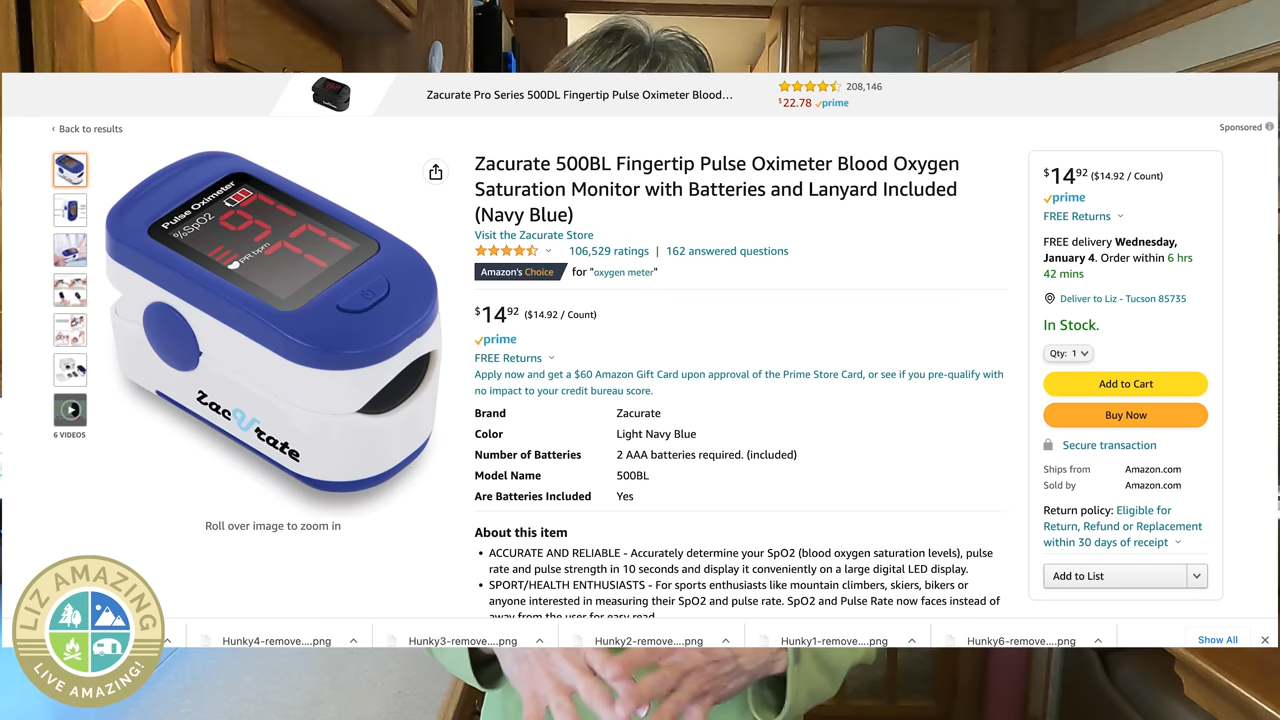 Zacurate Pro Series 500DL Fingertip Pulse Oximeter Blood…
208,146
$22.78 prime
‹ Back to results
Sponsored
Pulse Oximeter
%SpO2
97
PR bpm
71
zacurate
6 VIDEOS
Roll over image to zoom in
Zacurate 500BL Fingertip Pulse Oximeter Blood Oxygen
Saturation Monitor with Batteries and Lanyard Included
(Navy Blue)
Visit the Zacurate Store
106,529 ratings | 162 answered questions
Amazon's Choice for "oxygen meter"
$14 92 ($14.92 / Count)
prime
FREE Returns
Apply now and get a $60 Amazon Gift Card upon approval of the Prime Store Card, or see if you pre-qualify with
no impact to your credit bureau score.
Brand Zacurate
Color Light Navy Blue
Number of Batteries 2 AAA batteries required. (included)
Model Name 500BL
Are Batteries Included Yes
About this item
• ACCURATE AND RELIABLE - Accurately determine your SpO2 (blood oxygen saturation levels), pulse
rate and pulse strength in 10 seconds and display it conveniently on a large digital LED display.
• SPORT/HEALTH ENTHUSIASTS - For sports enthusiasts like mountain climbers, skiers, bikers or
anyone interested in measuring their SpO2 and pulse rate. SpO2 and Pulse Rate now faces instead of
away from the user for easy read
$14 92 ($14.92 / Count)
prime
FREE Returns
FREE delivery Wednesday,
January 4. Order within 6 hrs
42 mins
Deliver to Liz - Tucson 85735
In Stock.
Qty: 1
Add to Cart
Buy Now
Secure transaction
Ships from Amazon.com
Sold by Amazon.com
Return policy: Eligible for
Return, Refund or Replacement
within 30 days of receipt
Add to List
LIZ AMAZING
LIVE AMAZING!
Hunky4-remove....png
Hunky3-remove....png
Hunky2-remove....png
Hunky1-remove....png
Hunky6-remove....png
Show All